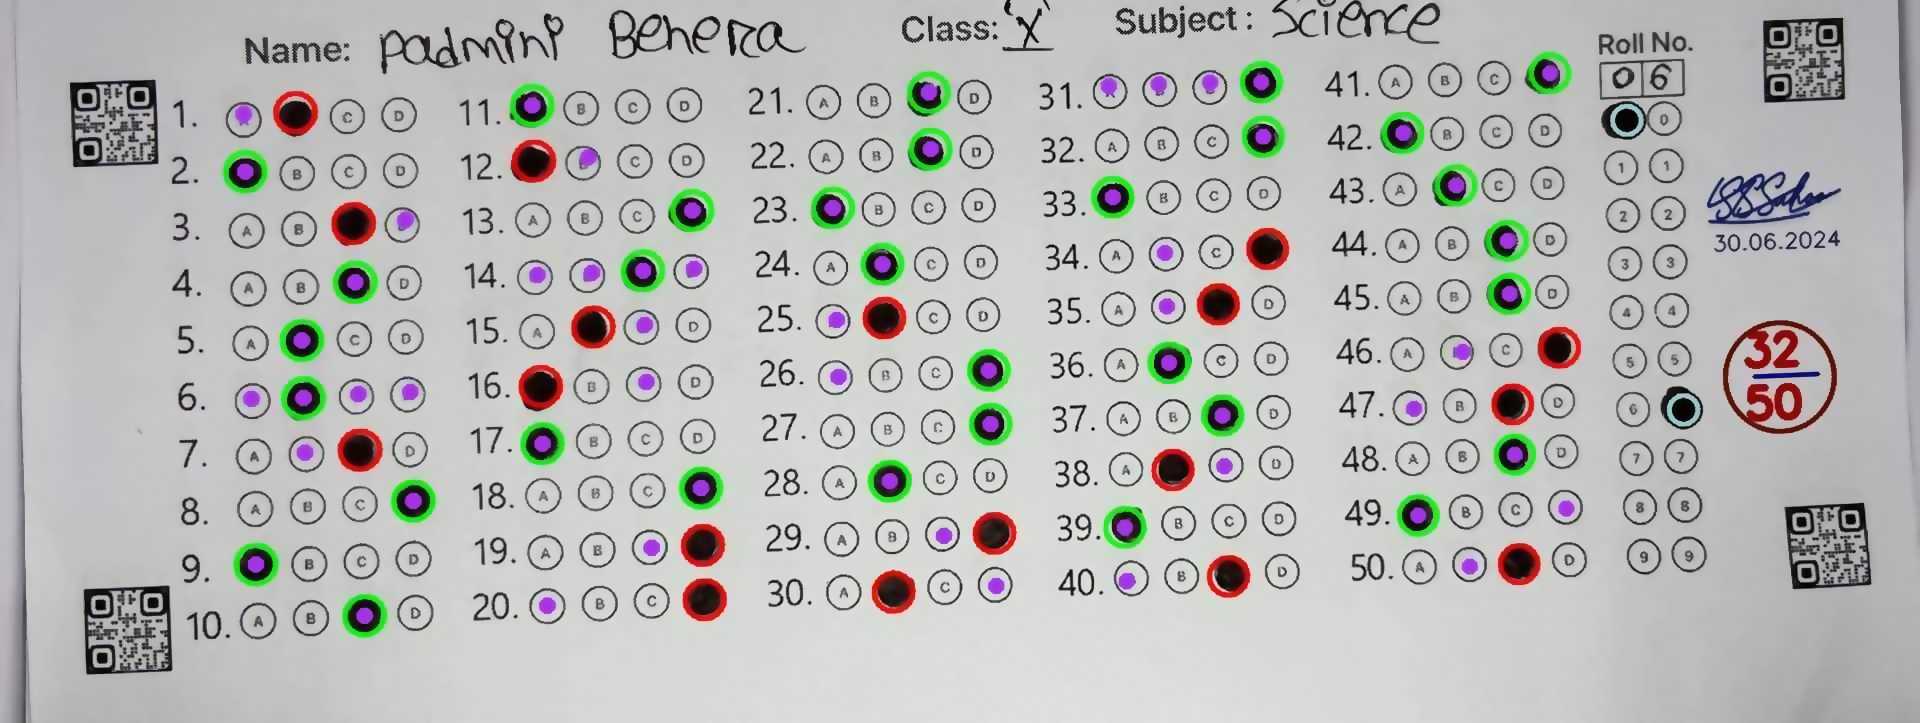 Name: Padmini Behera
Class: 'X'
Subject: Science
1. C D
2. B C D
3. A B
4. A B D
5. A C D
6.
7. A D
8. A B C
9. B C D
10. A B D
11. B C D
12. C D
13. A B C
14.
15. A D
16. B D
17. B C D
18. A B C
19. A B
20. B C
21. A B D
22. A B D
23. B C D
24. A C D
25. C D
26. B C
27. A B C
28. A C D
29. A B
30. A C
31.
32. A B C
33. B C D
34. A C
35. A D
36. A C D
37. A B D
38. A D
39. B C D
40. B D
41. A B C
42. B C D
43. A C D
44. A B D
45. A B D
46. A C
47. B D
48. A B D
49. B C
50. A D
Roll No.
0 6
0
1 1
2 2
3 3
4 4
5 5
6
7 7
8 8
9 9
30.06.2024
32
50